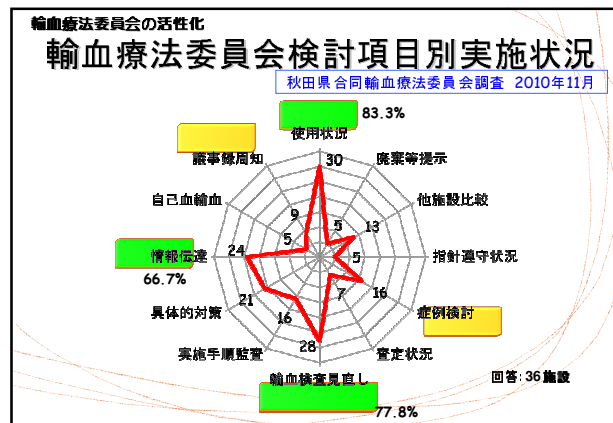 輸血療法委員会の活性化
輸血療法委員会検討項目別実施状況
秋田県合同輸血療法委員会調査 2010年11月
83.3%
使用状況
議事録周知
廃棄等提示
30
自己血輸血
他施設比較
9
5
13
5
情報伝達
24
5
指針遵守状況
66.7%
21
7
16
具体的対策
症例検討
16
実施手順監査
28
査定状況
輸血検査見直し
回答：36施設
77.8%